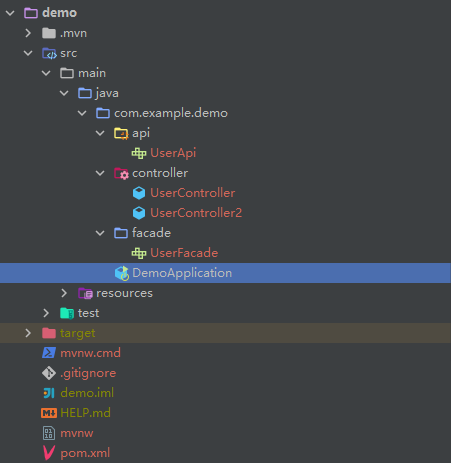 demo
.mvn
src
main
java
com.example.demo
api
UserApi
controller
UserController
UserController2
facade
UserFacade
DemoApplication
resources
test
target
mvnw.cmd
.gitignore
demo.iml
HELP.md
mvnw
pom.xml